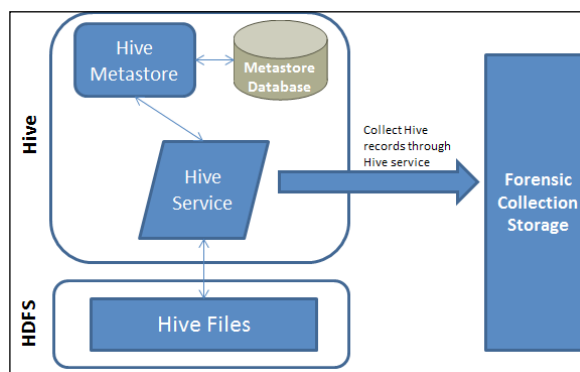 Hive
Metastore
Metastore
Database
Hive
Hive
Service
Collect Hive
records through
Hive service
Forensic
Collection
Storage
HDFS
Hive Files